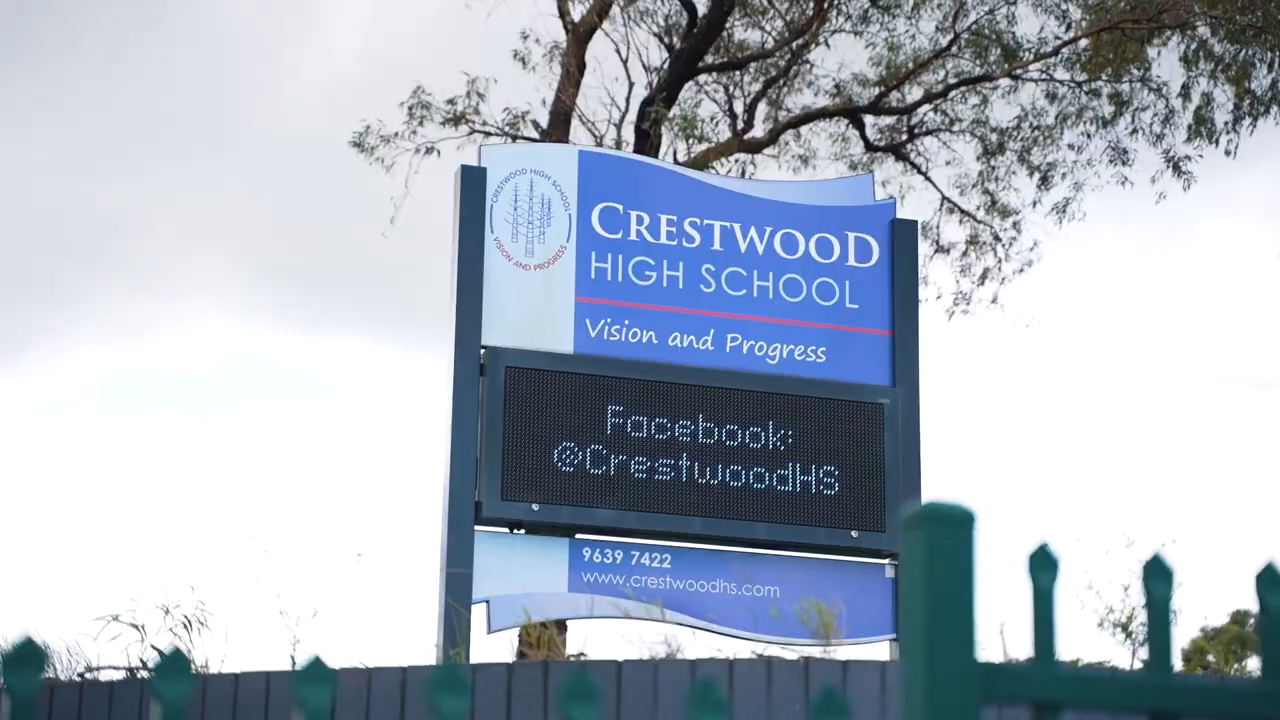 CRESTWOOD HIGH SCHOOL
VISION AND PROGRESS
CRESTWOOD
HIGH SCHOOL
Vision and Progress
Facebook:
@CrestwoodHS
9639 7422
www.crestwoodhs.com